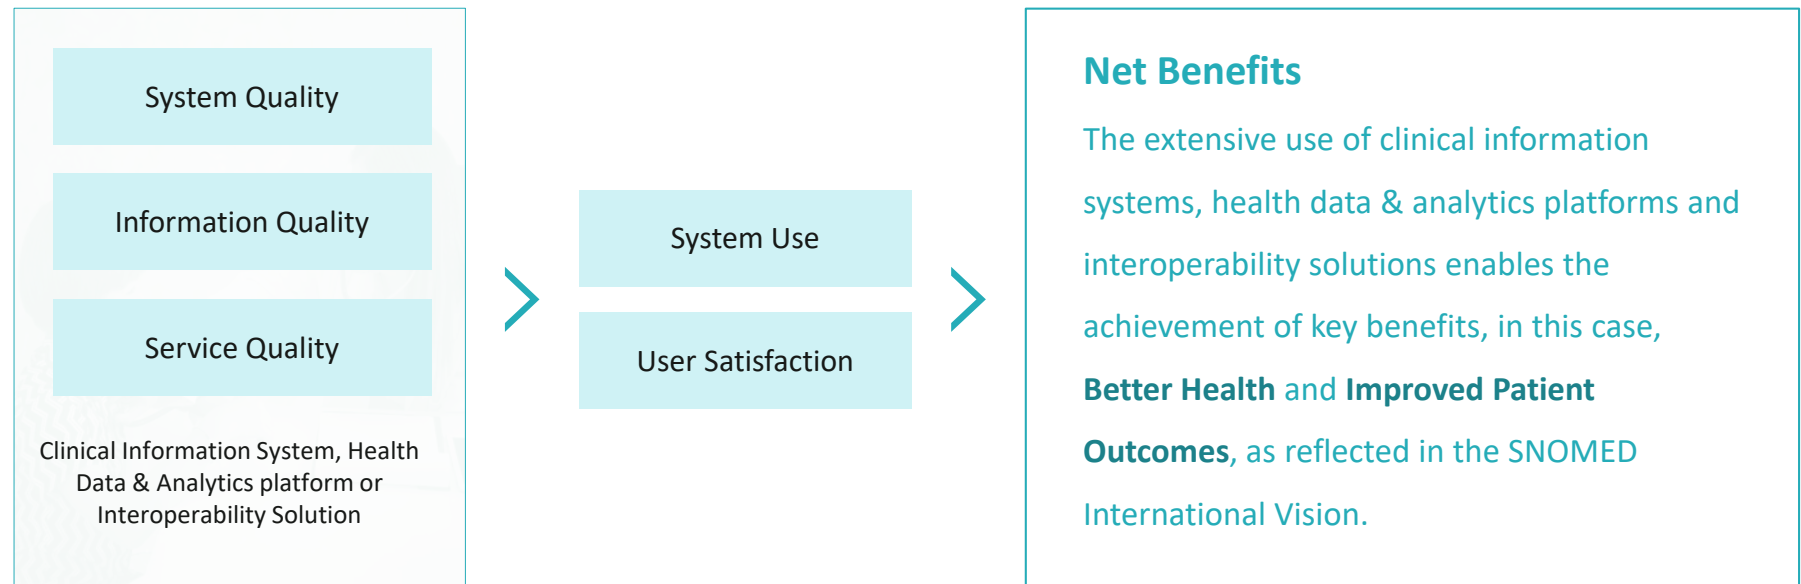 System Quality
Information Quality
Service Quality
Clinical Information System, Health
Data & Analytics platform or
Interoperability Solution
System Use
User Satisfaction
Net Benefits
The extensive use of clinical information
systems, health data & analytics platforms and
interoperability solutions enables the
achievement of key benefits, in this case,
Better Health and Improved Patient
Outcomes, as reflected in the SNOMED
International Vision.